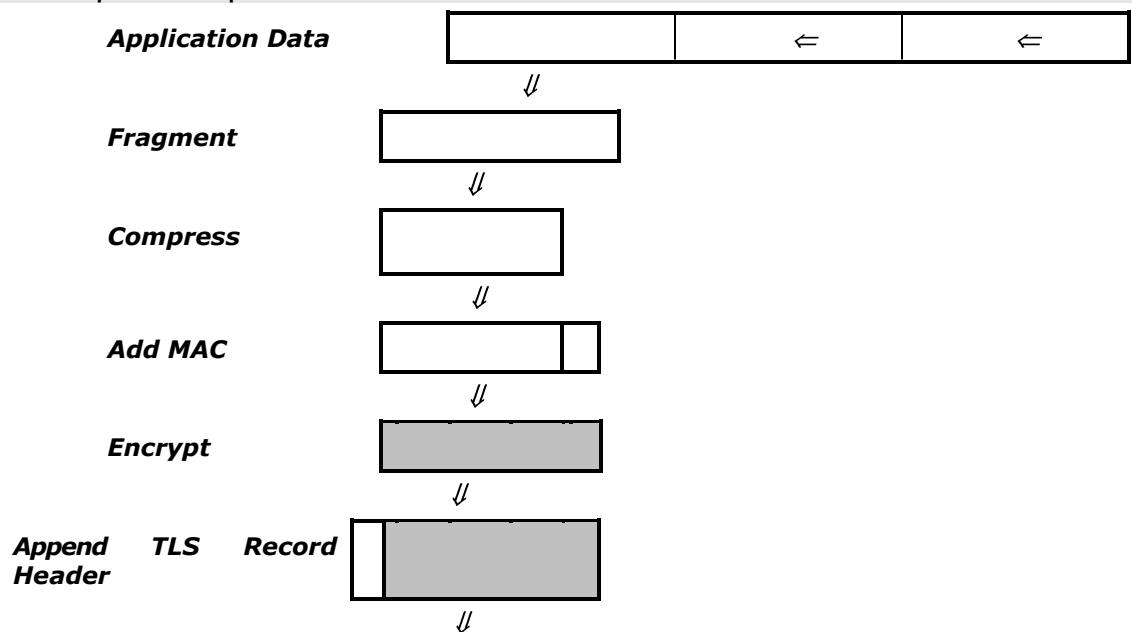 Application Data
⇐ ⇐
⇓
Fragment
⇓
Compress
⇓
Add MAC
⇓
Encrypt
⇓
Append TLS Record
Header
⇓